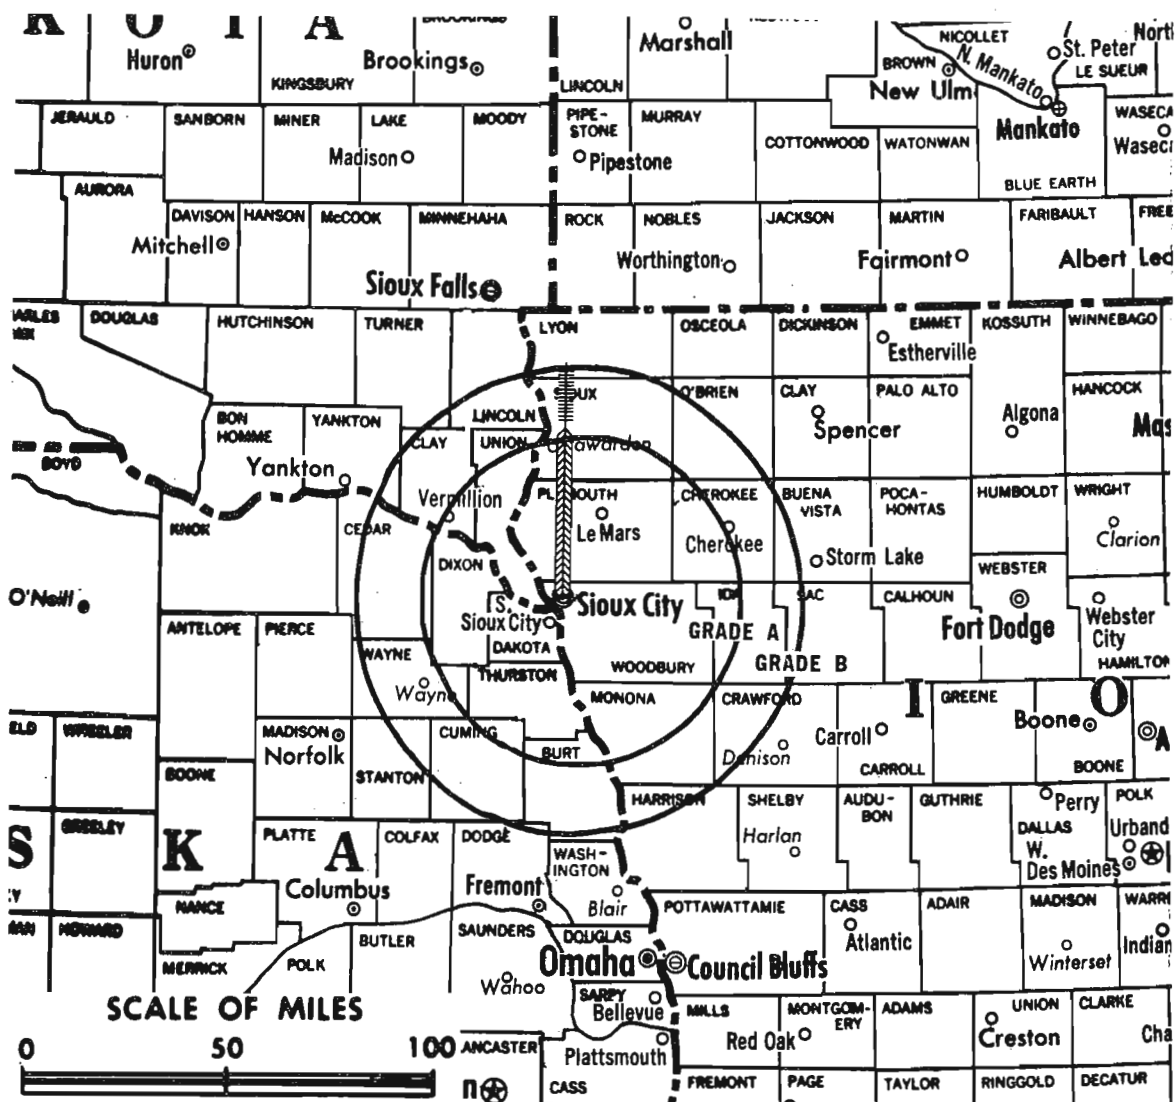 K O T A
BROOKINGS
Huron
Brookings
KINGSBURY
Marshall
LINCOLN
NICOLLET
N. Mankato
St. Peter
LE SUEUR
BROWN
New Ulm
Mankato
JERAULD
SANBORN
MINER
LAKE
MOODY
Madison
PIPE-
STONE
Pipestone
MURRAY
COTTONWOOD
WATONWAN
BLUE EARTH
WASECA
AURORA
DAVISON
HANSON
McCOOK
MINNEHAHA
ROCK
NOBLES
JACKSON
MARTIN
FARIBAULT
Mitchell
Worthington
Fairmont
Albert Lea
Sioux Falls
DOUGLAS
HUTCHINSON
TURNER
LYON
OSCEOLA
DICKINSON
EMMET
KOSSUTH
WINNEBAGO
Estherville
SIOUX
O'BRIEN
CLAY
PALO ALTO
HANCOCK
BON
HOMME
YANKTON
LINCOLN
Spencer
Algona
Mas
CLAY
UNION
Hawarden
BOYD
Yankton
Vermillion
PLYMOUTH
CHEROKEE
BUENA
VISTA
POCA-
HONTAS
HUMBOLDT
WRIGHT
KNOX
CEDAR
Le Mars
Cherokee
Clarion
Storm Lake
DIXON
WEBSTER
O'Neill
S.
Sioux City
Sioux City
IDA
SAC
CALHOUN
Fort Dodge
Webster
City
HAMILTON
ANTELOPE
PIERCE
DAKOTA
GRADE A
GRADE B
WAYNE
Wayne
THURSTON
WOODBURY
MONONA
CRAWFORD
GREENE
I O
WHEELER
MADISON
Norfolk
CUMING
BURT
Denison
Carroll
CARROLL
Boone
BOONE
A
BOONE
STANTON
HARRISON
SHELBY
AUDU-
BON
GUTHRIE
Perry
POLK
GREELEY
S K A
PLATTE
COLFAX
DODGE
WASH-
INGTON
Harlan
DALLAS
W.
Des Moines
Urband
NANCE
Columbus
Fremont
Blair
POTTAWATTAMIE
CASS
ADAIR
MADISON
WARR
HOWARD
MERRICK
POLK
BUTLER
SAUNDERS
DOUGLAS
Omaha
Council Bluffs
Atlantic
Winterset
Indian
Wahoo
SARPY
Bellevue
MILLS
MONTGOM-
ERY
ADAMS
UNION
CLARKE
Red Oak
Creston
Cha
SCALE OF MILES
0 50 100
ANCASTER
Plattsmouth
CASS
n
FREMONT
PAGE
TAYLOR
RINGGOLD
DECATUR